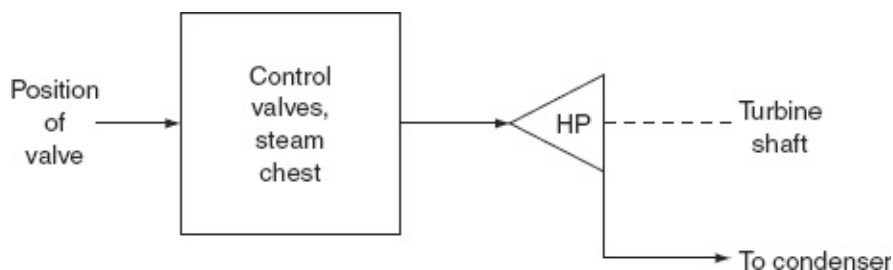 Position
of
valve
Control
valves,
steam
chest
HP
Turbine
shaft
To condenser